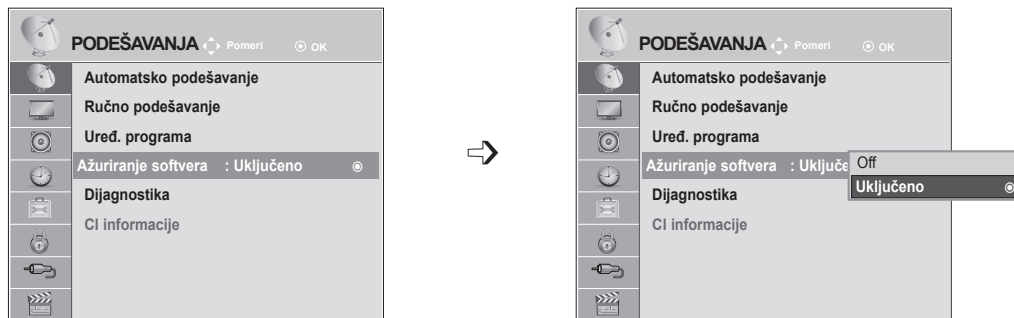 PODEŠAVANJA Pomeri OK
Automatsko podešavanje
Ručno podešavanje
Uređ. programa
Ažuriranje softvera : Uključeno
Dijagnostika
CI informacije
PODEŠAVANJA Pomeri OK
Automatsko podešavanje
Ručno podešavanje
Uređ. programa
Ažuriranje softvera : Uključe
Off
Uključeno
Dijagnostika
CI informacije